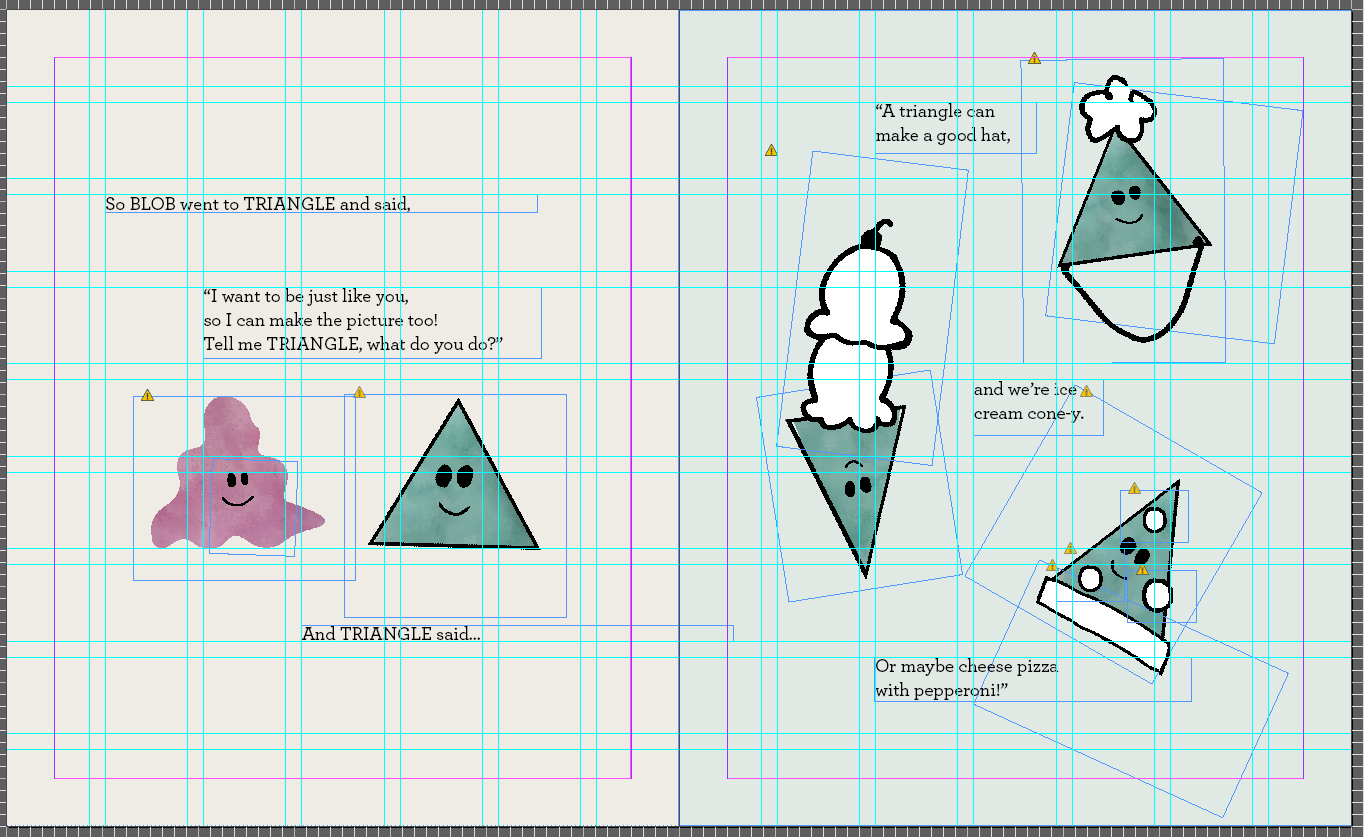 So BLOB went to TRIANGLE and said,
“I want to be just like you,
so I can make the picture too!
Tell me TRIANGLE, what do you do?”
And TRIANGLE said...
“A triangle can
make a good hat,
and we’re ice
cream cone-y.
Or maybe cheese pizza
with pepperoni!”